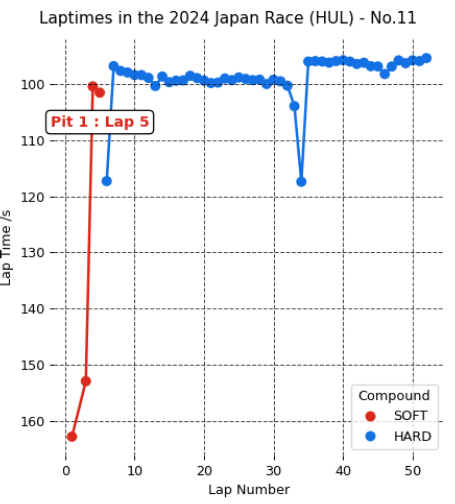 Laptimes in the 2024 Japan Race (HUL) - No.11
Lap Time /s
100
110
120
130
140
150
160
Pit 1 : Lap 5
Compound
SOFT
HARD
0
10
20
30
40
50
Lap Number